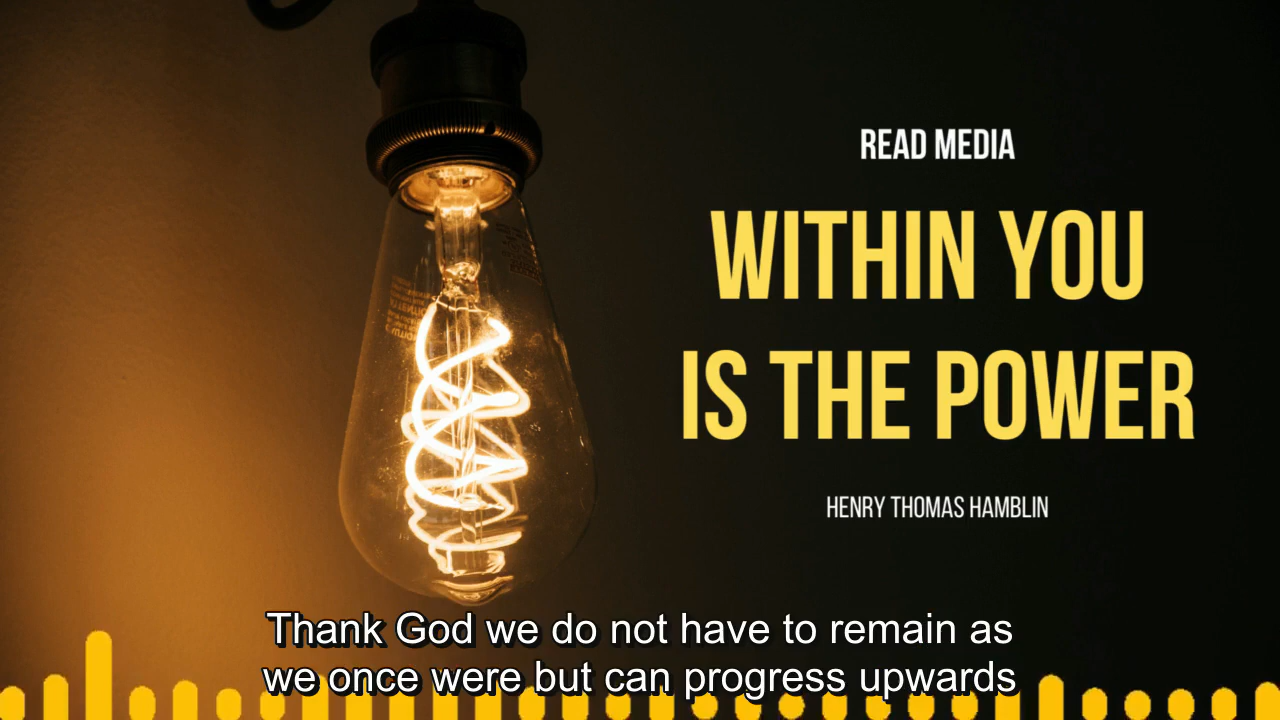 READ MEDIA
WITHIN YOU
IS THE POWER
HENRY THOMAS HAMBLIN
Thank God we do not have to remain as
we once were but can progress upwards